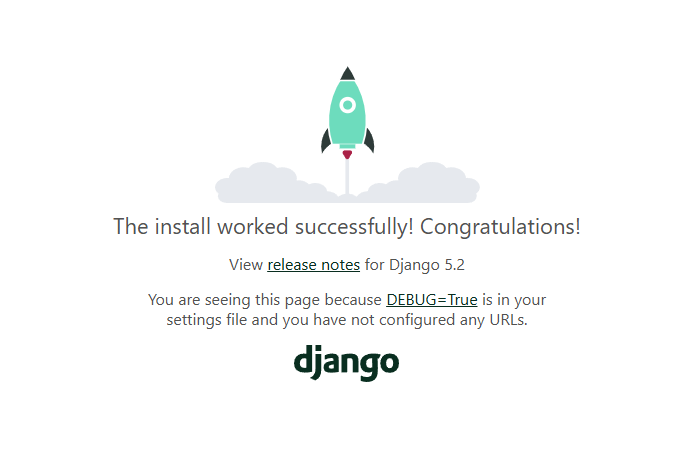 The install worked successfully! Congratulations!
View release notes for Django 5.2
You are seeing this page because DEBUG=True is in your
settings file and you have not configured any URLs.
django